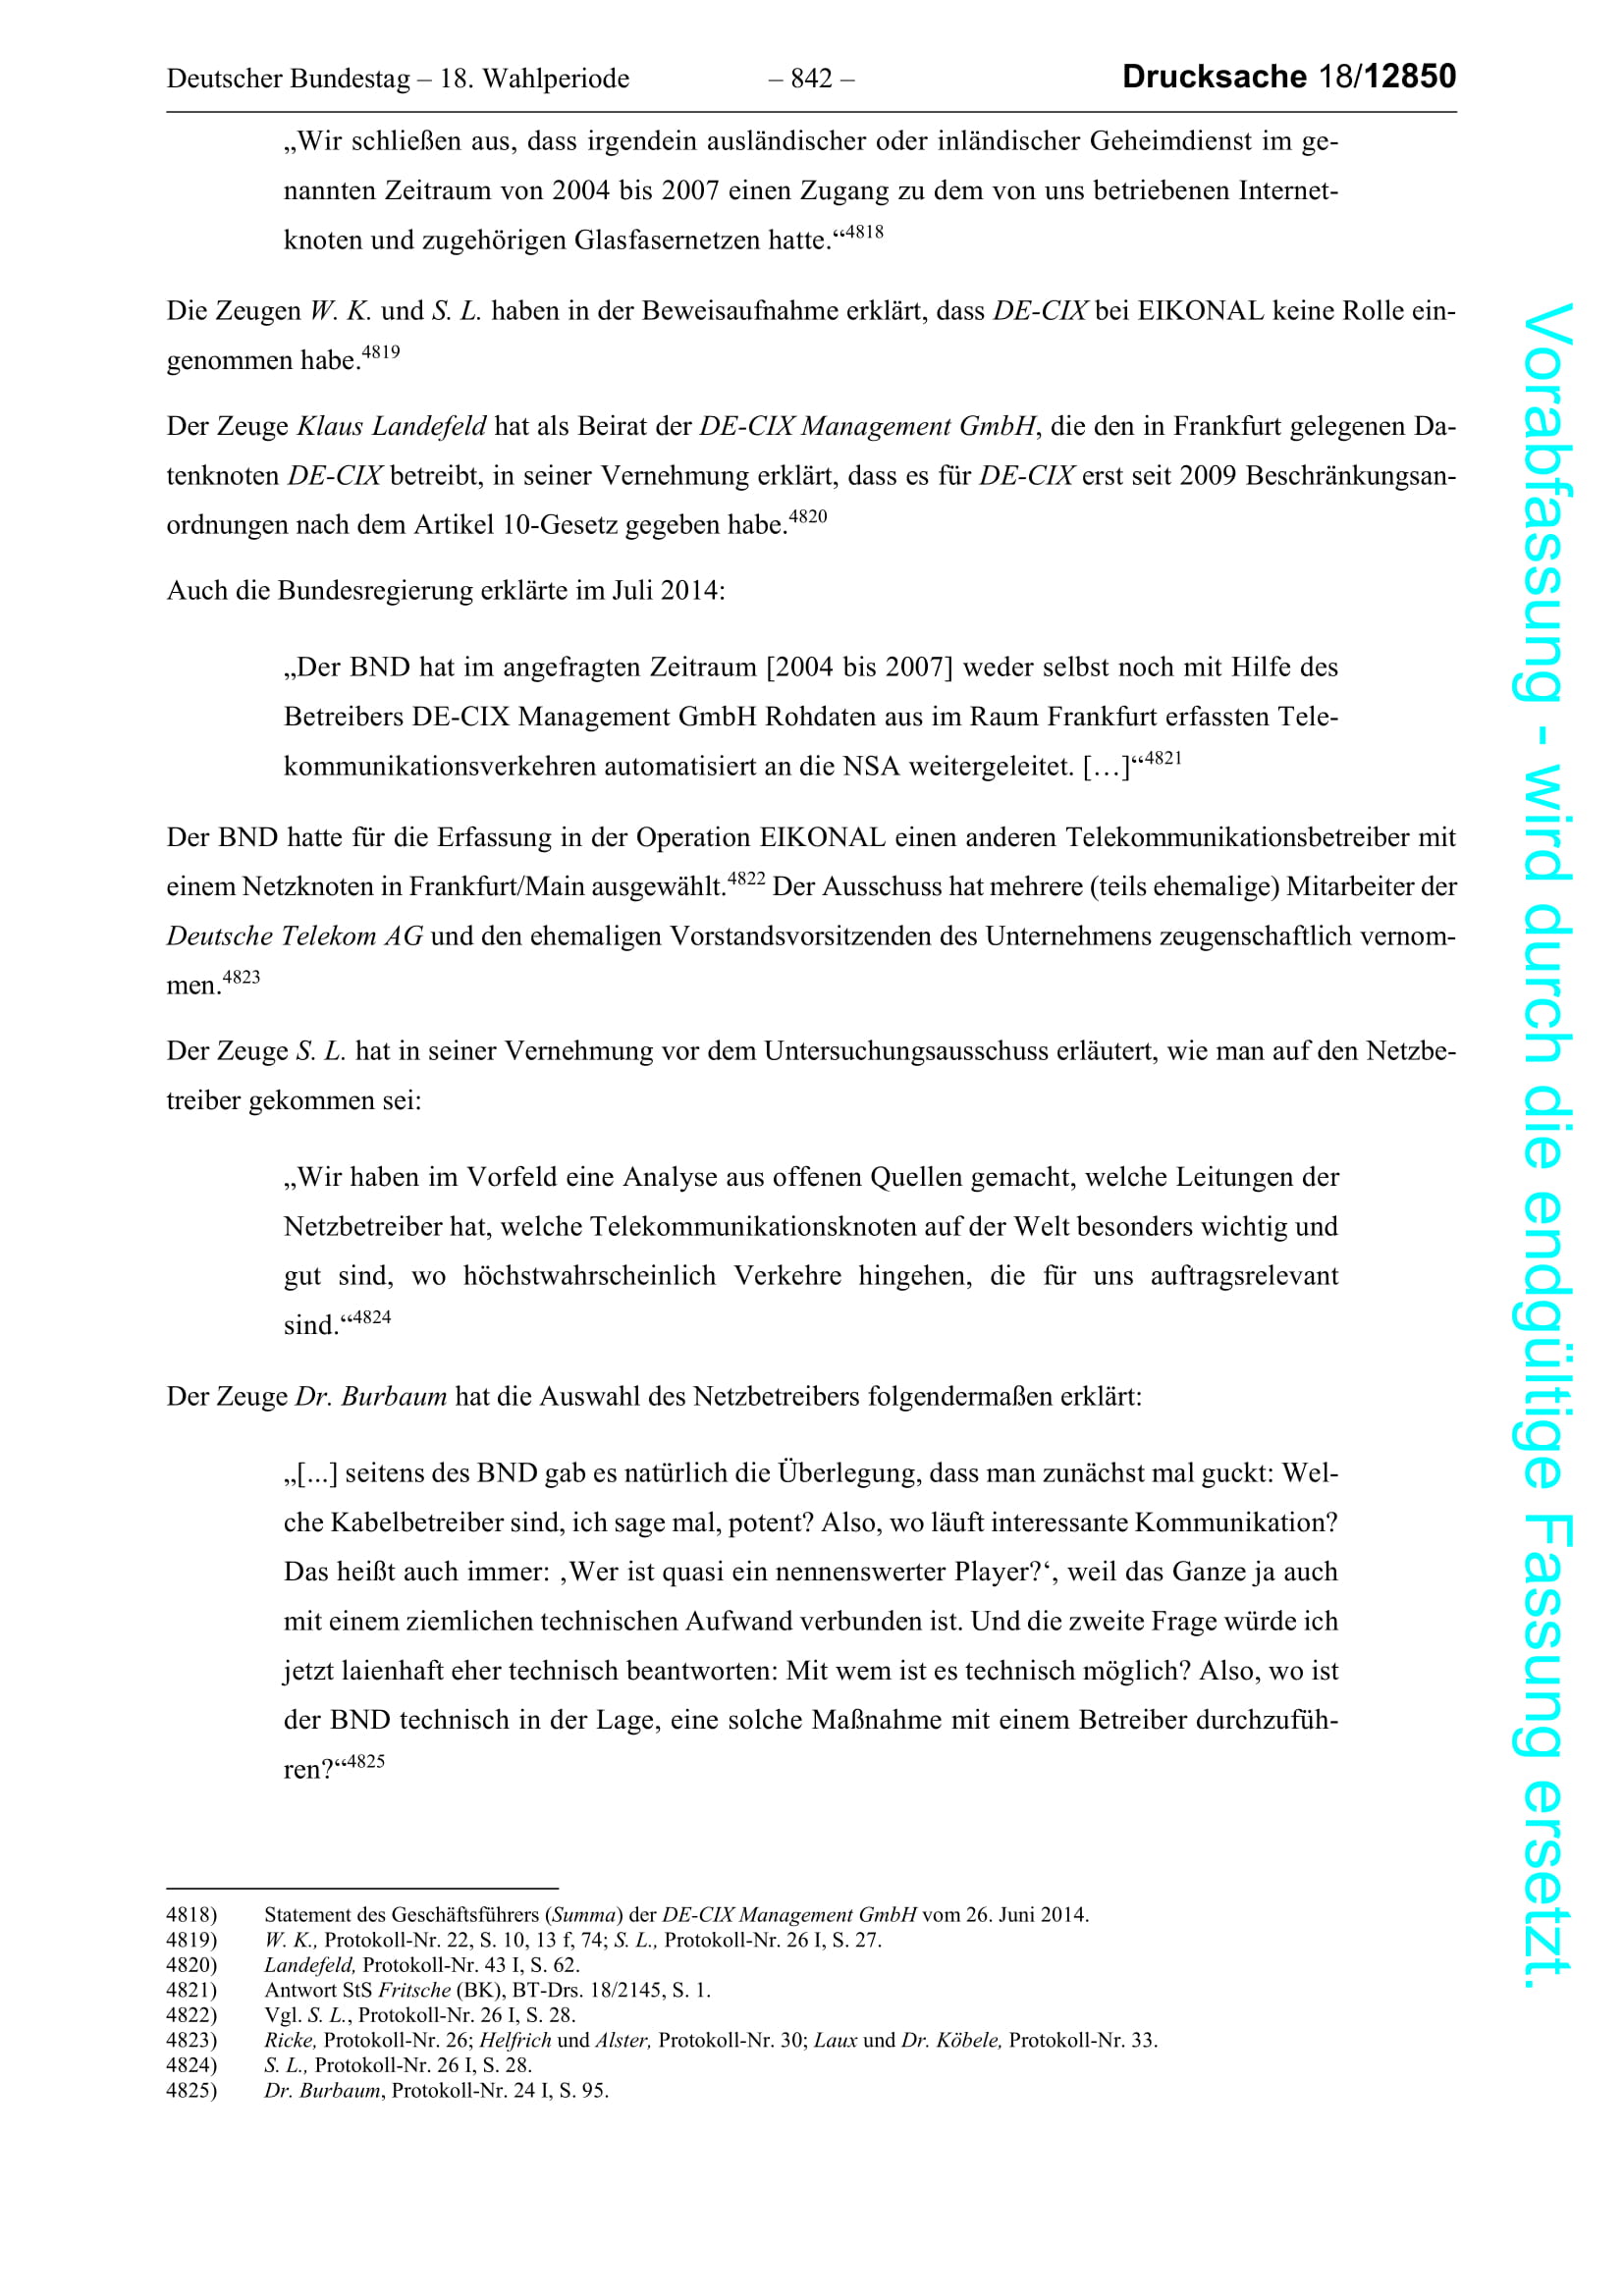 Deutscher Bundestag – 18. Wahlperiode – 842 – Drucksache 18/12850
„Wir schließen aus, dass irgendein ausländischer oder inländischer Geheimdienst im ge-
nannten Zeitraum von 2004 bis 2007 einen Zugang zu dem von uns betriebenen Internet-
knoten und zugehörigen Glasfasernetzen hatte.“4818
Die Zeugen W. K. und S. L. haben in der Beweisaufnahme erklärt, dass DE-CIX bei EIKONAL keine Rolle ein-
genommen habe.4819
Der Zeuge Klaus Landefeld hat als Beirat der DE-CIX Management GmbH, die den in Frankfurt gelegenen Da-
tenknoten DE-CIX betreibt, in seiner Vernehmung erklärt, dass es für DE-CIX erst seit 2009 Beschränkungsan-
ordnungen nach dem Artikel 10-Gesetz gegeben habe.4820
Auch die Bundesregierung erklärte im Juli 2014:
„Der BND hat im angefragten Zeitraum [2004 bis 2007] weder selbst noch mit Hilfe des
Betreibers DE-CIX Management GmbH Rohdaten aus im Raum Frankfurt erfassten Tele-
kommunikationsverkehren automatisiert an die NSA weitergeleitet. […]“4821
Der BND hatte für die Erfassung in der Operation EIKONAL einen anderen Telekommunikationsbetreiber mit
einem Netzknoten in Frankfurt/Main ausgewählt.4822 Der Ausschuss hat mehrere (teils ehemalige) Mitarbeiter der
Deutsche Telekom AG und den ehemaligen Vorstandsvorsitzenden des Unternehmens zeugenschaftlich vernom-
men.4823
Der Zeuge S. L. hat in seiner Vernehmung vor dem Untersuchungsausschuss erläutert, wie man auf den Netzbe-
treiber gekommen sei:
„Wir haben im Vorfeld eine Analyse aus offenen Quellen gemacht, welche Leitungen der
Netzbetreiber hat, welche Telekommunikationsknoten auf der Welt besonders wichtig und
gut sind, wo höchstwahrscheinlich Verkehre hingehen, die für uns auftragsrelevant
sind.“4824
Der Zeuge Dr. Burbaum hat die Auswahl des Netzbetreibers folgendermaßen erklärt:
„[...] seitens des BND gab es natürlich die Überlegung, dass man zunächst mal guckt: Wel-
che Kabelbetreiber sind, ich sage mal, potent? Also, wo läuft interessante Kommunikation?
Das heißt auch immer: ‚Wer ist quasi ein nennenswerter Player?‘, weil das Ganze ja auch
mit einem ziemlichen technischen Aufwand verbunden ist. Und die zweite Frage würde ich
jetzt laienhaft eher technisch beantworten: Mit wem ist es technisch möglich? Also, wo ist
der BND technisch in der Lage, eine solche Maßnahme mit einem Betreiber durchzufüh-
ren?“4825
4818) Statement des Geschäftsführers (Summa) der DE-CIX Management GmbH vom 26. Juni 2014.
4819) W. K., Protokoll-Nr. 22, S. 10, 13 f, 74; S. L., Protokoll-Nr. 26 I, S. 27.
4820) Landefeld, Protokoll-Nr. 43 I, S. 62.
4821) Antwort StS Fritsche (BK), BT-Drs. 18/2145, S. 1.
4822) Vgl. S. L., Protokoll-Nr. 26 I, S. 28.
4823) Ricke, Protokoll-Nr. 26; Helfrich und Alster, Protokoll-Nr. 30; Laux und Dr. Köbele, Protokoll-Nr. 33.
4824) S. L., Protokoll-Nr. 26 I, S. 28.
4825) Dr. Burbaum, Protokoll-Nr. 24 I, S. 95.
Vorabfassung - wird durch die endgültige Fassung ersetzt.